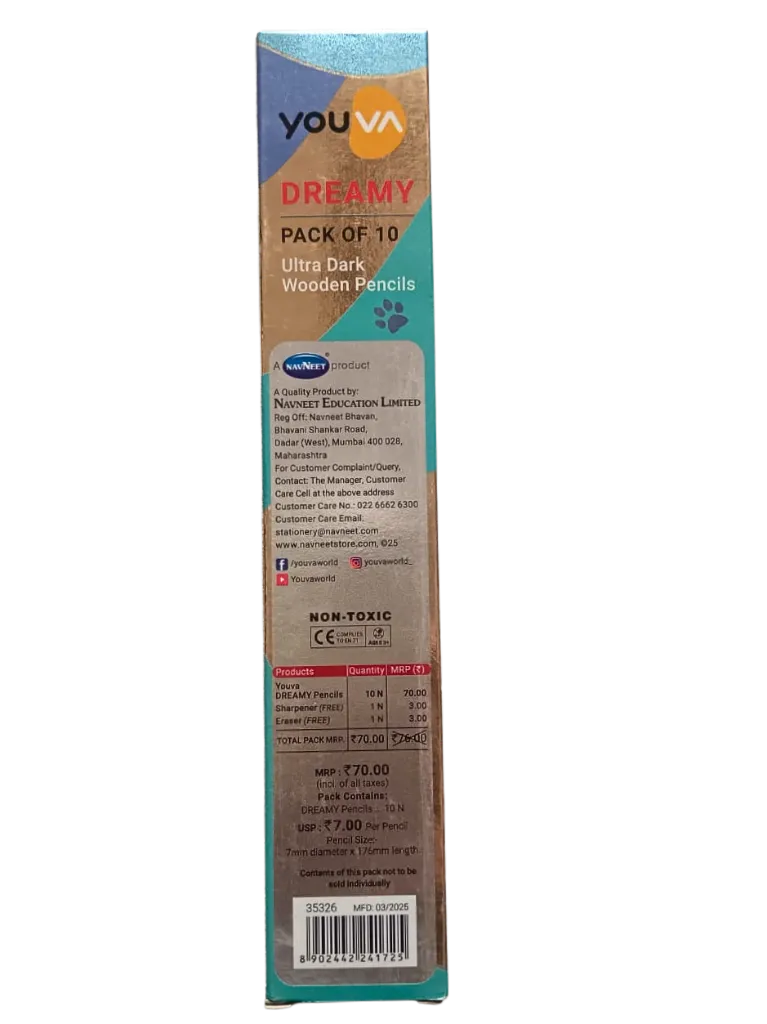 YOUVA
DREAMY
PACK OF 10
Ultra Dark
Wooden Pencils
A NAVNEET® product
A Quality Product by:
NAVNEET EDUCATION LIMITED
Reg Off: Navneet Bhavan,
Bhavani Shankar Road,
Dadar (West), Mumbai 400 028,
Maharashtra
For Customer Complaint/Query,
Contact: The Manager, Customer
Care Cell at the above address
Customer Care No.: 022 6662 6300
Customer Care Email:
stationery@navneet.com
www.navneetstore.com, ©25
/youvaworld youvaworld_
Youvaworld
NON-TOXIC
CE COMPLIES
TO EN 71 AGES 3+
Products Quantity MRP (₹)
Youva
DREAMY Pencils 10 N 70.00
Sharpener (FREE) 1 N 3.00
Eraser (FREE) 1 N 3.00
TOTAL PACK MRP. ₹70.00 ₹76.00
MRP : ₹70.00
(incl. of all taxes)
Pack Contains:
DREAMY Pencils : 10 N
USP : ₹7.00 Per Pencil
Pencil Size:-
7mm diameter x 176mm length.
Contents of this pack not to be
sold individually
35326 MFD: 03/2025
8 902442 241725